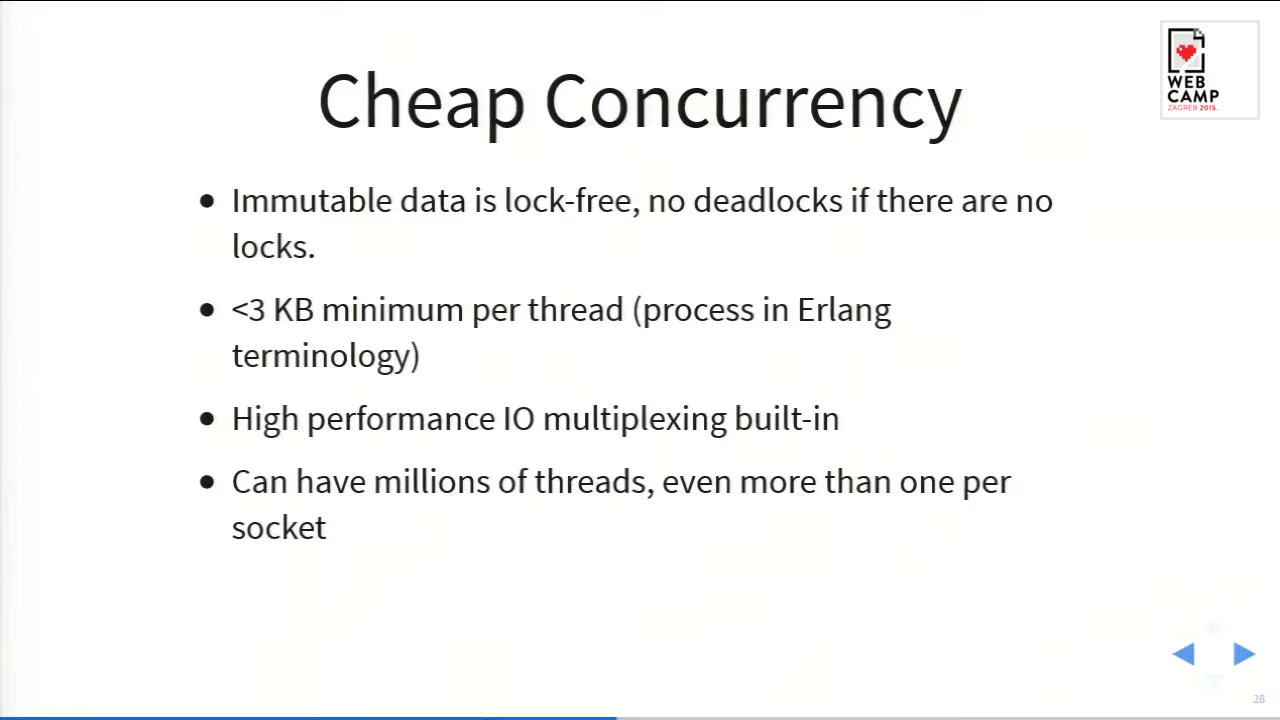 Cheap Concurrency
WEB
CAMP
ZAGREB 2015.
• Immutable data is lock-free, no deadlocks if there are no
locks.
• <3 KB minimum per thread (process in Erlang
terminology)
• High performance IO multiplexing built-in
• Can have millions of threads, even more than one per
socket
28